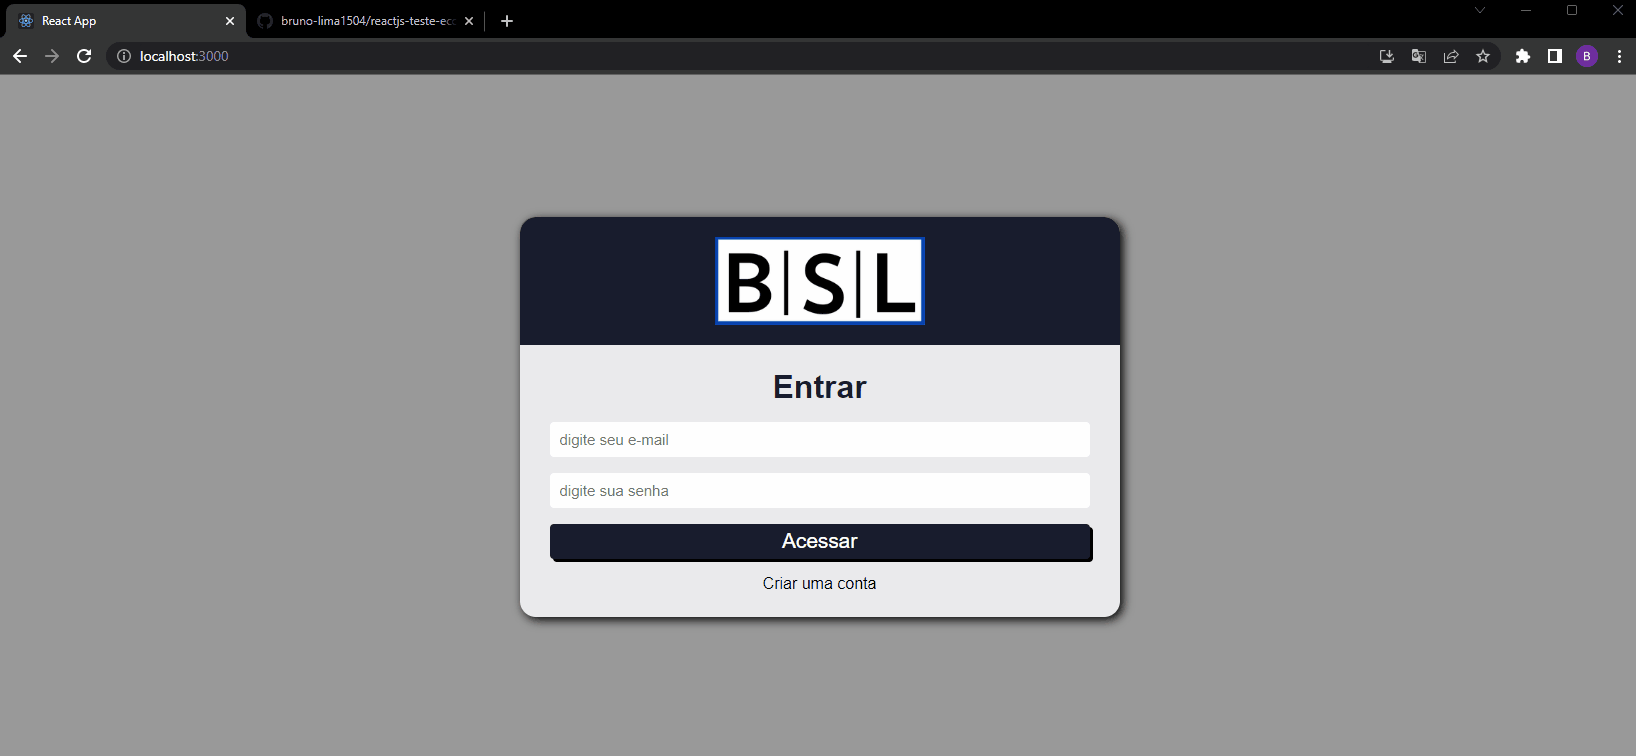 React App
bruno-lima1504/reactjs-teste-ecc
localhost:3000
B
B|S|L
Entrar
digite seu e-mail
digite sua senha
Acessar
Criar uma conta